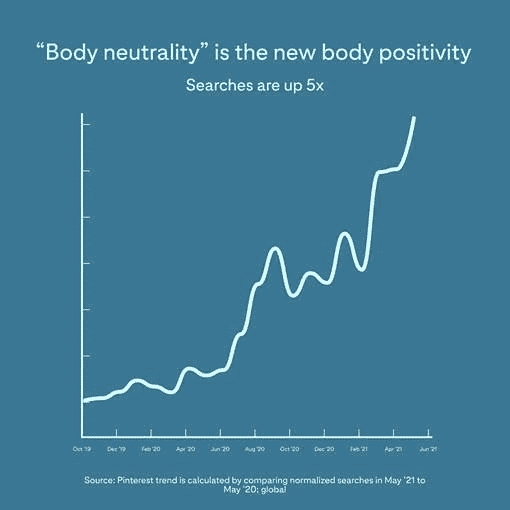 “Body neutrality” is the new body positivity
Searches are up 5x
Oct '19 Dec '19 Feb '20 Apr '20 Jun '20 Aug '20 Oct '20 Dec '20 Feb '21 Apr '21 Jun '21
Source: Pinterest trend is calculated by comparing normalized searches in May '21 to
May '20; global